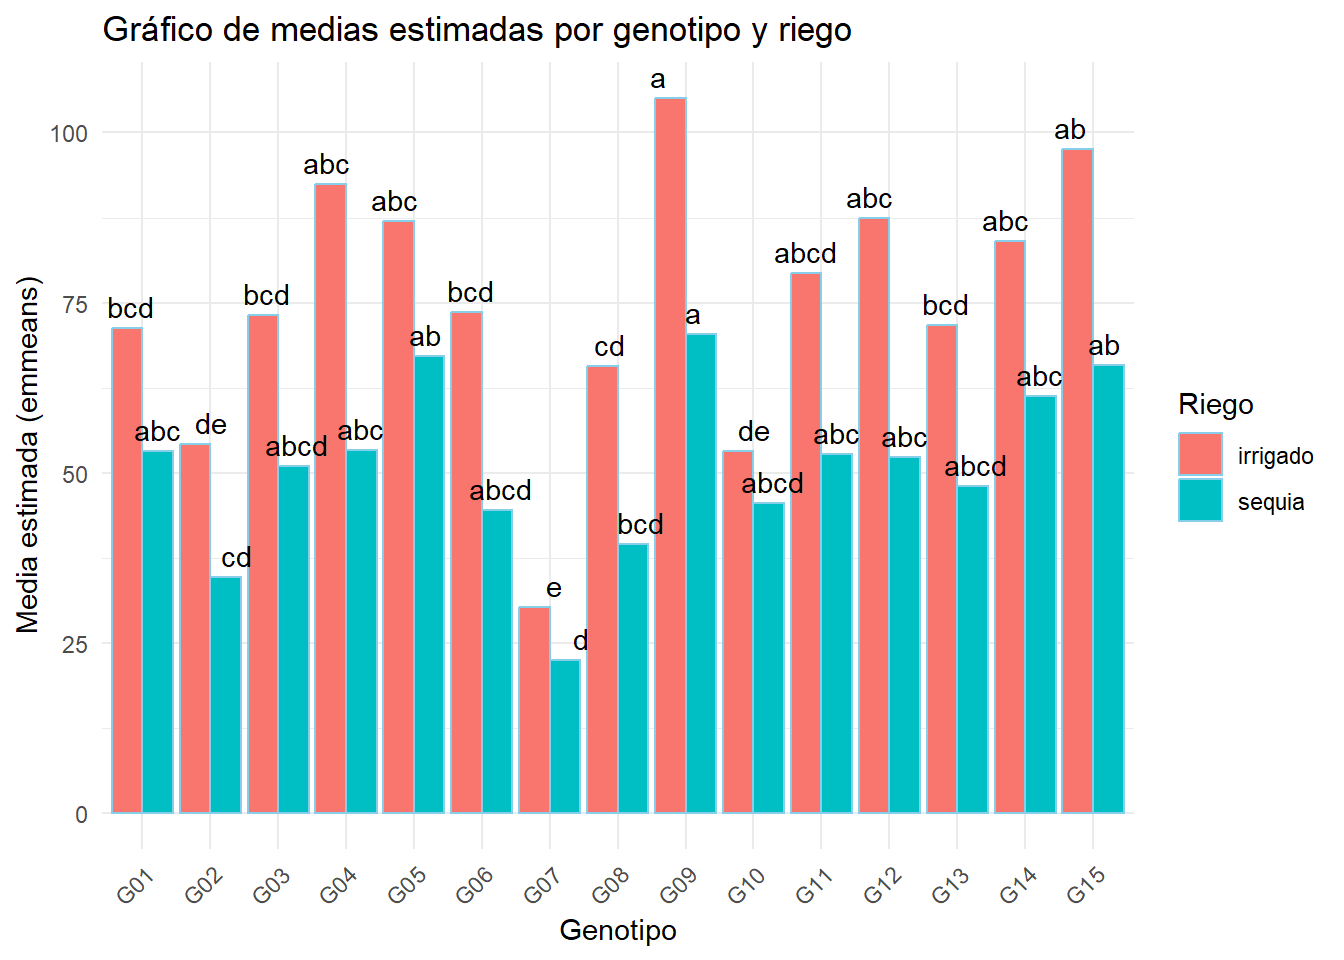 Gráfico de medias estimadas por genotipo y riego
Media estimada (emmeans)
100
75
50
25
0
bcd
abc
de
cd
bcd
abcd
abc
abc
abc
ab
bcd
abcd
e
d
cd
bcd
a
a
de
abcd
abcd
abc
abc
abc
bcd
abcd
abc
abc
ab
ab
G01
G02
G03
G04
G05
G06
G07
G08
G09
G10
G11
G12
G13
G14
G15
Genotipo
Riego
irrigado
sequia